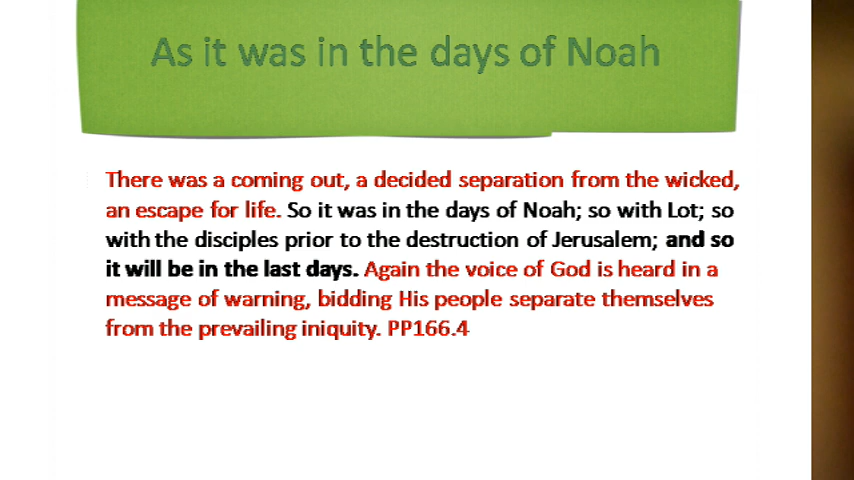 As it was in the days of Noah
There was a coming out, a decided separation from the wicked,
an escape for life. So it was in the days of Noah; so with Lot; so
with the disciples prior to the destruction of Jerusalem; and so
it will be in the last days. Again the voice of God is heard in a
message of warning, bidding His people separate themselves
from the prevailing iniquity. PP166.4